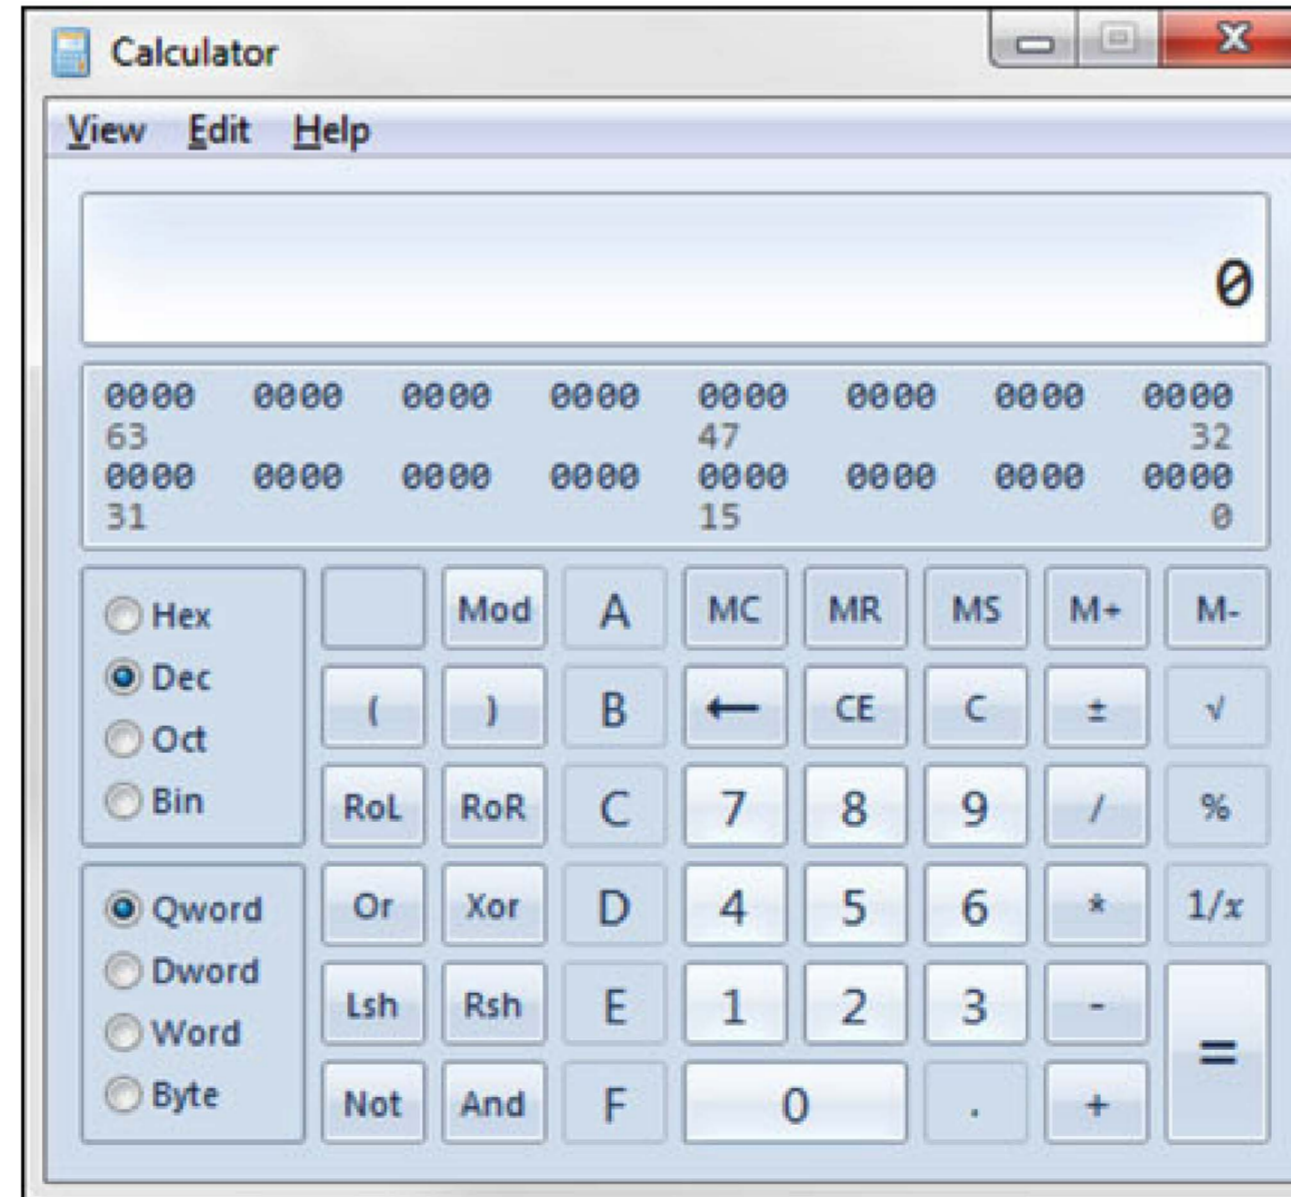 Calculator
View Edit Help
0
0000 0000 0000 0000 0000 0000 0000 0000
63 47 32
0000 0000 0000 0000 0000 0000 0000 0000
31 15 0
Hex Mod A MC MR MS M+ M-
Dec ( ) B ← CE C ± √
Oct
Bin RoL RoR C 7 8 9 / %
Qword Or Xor D 4 5 6 * 1/x
Dword
Word Lsh Rsh E 1 2 3 - =
Byte Not And F 0 . +